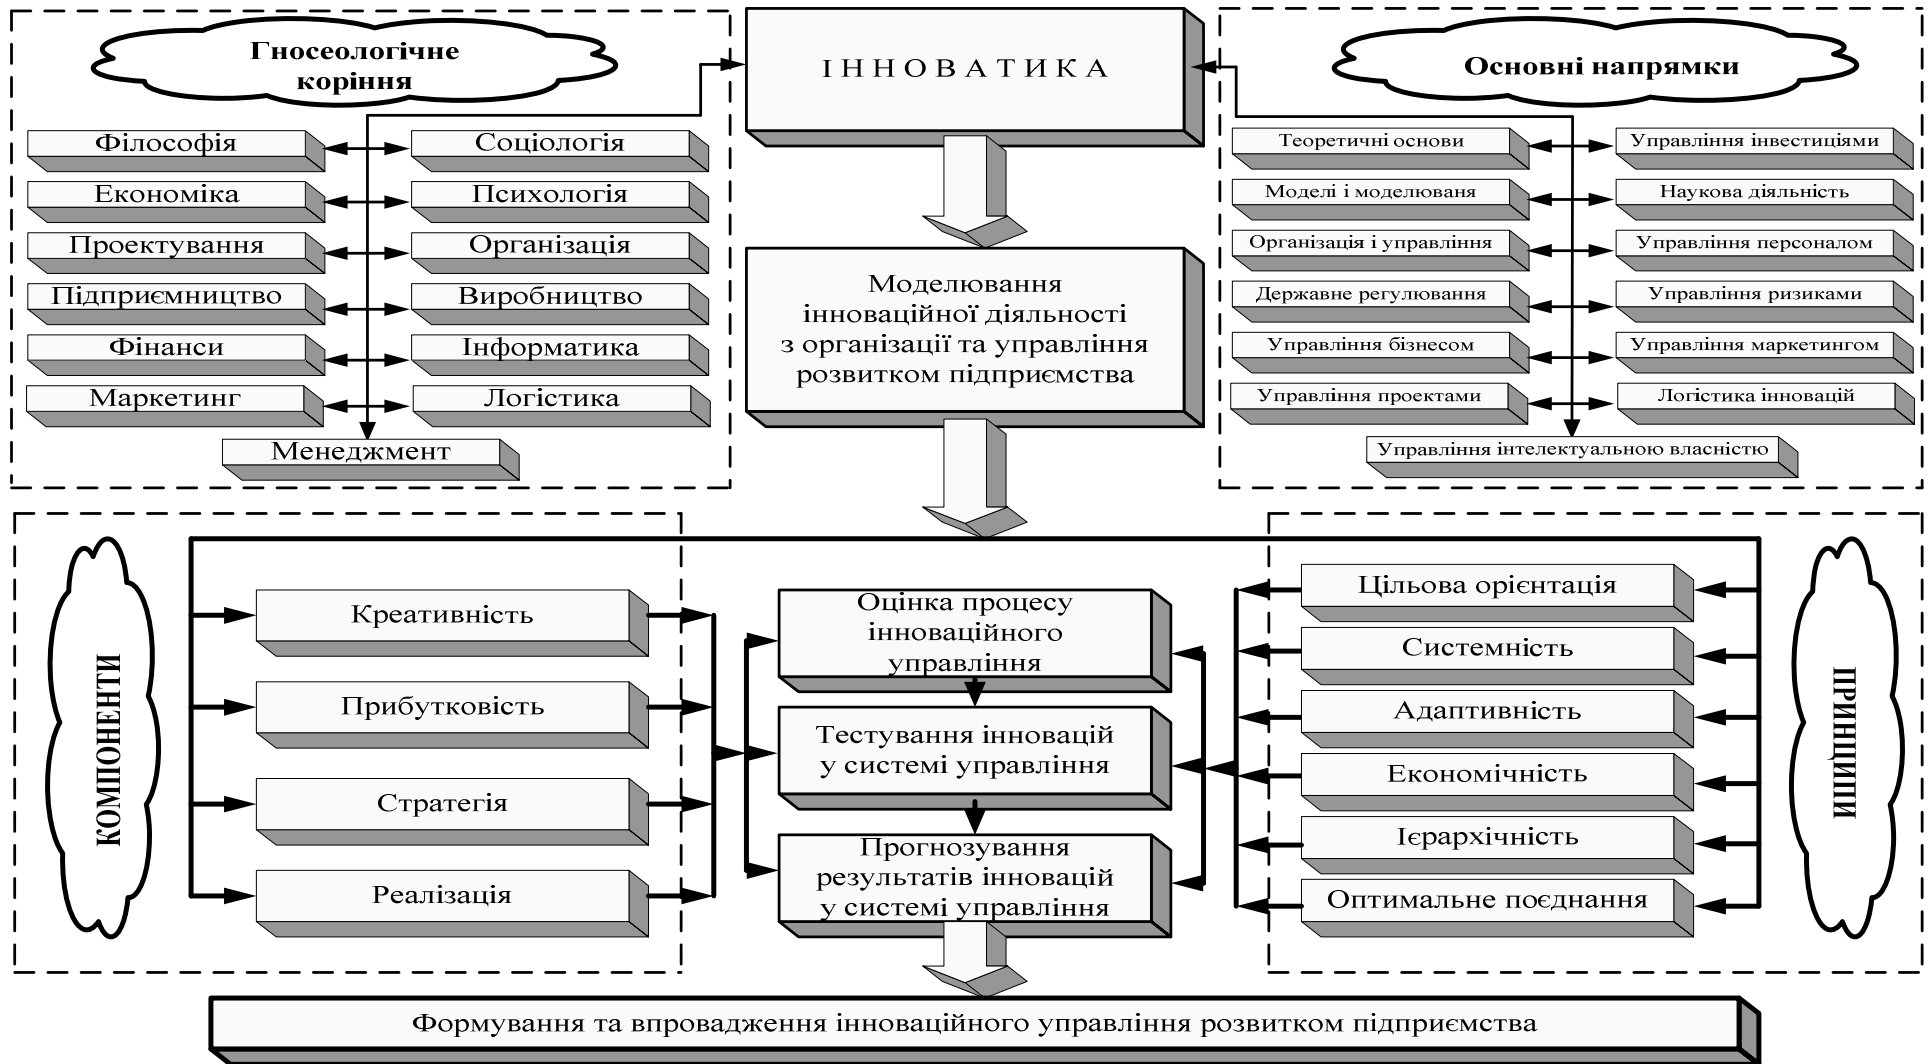 Гносеологічне
коріння
Філософія
Соціологія
Економіка
Психологія
Проектування
Організація
Підприємництво
Виробництво
Фінанси
Інформатика
Маркетинг
Логістика
Менеджмент
І Н Н О В А Т И К А
Моделювання
інноваційної діяльності
з організації та управління
розвитком підприємства
Основні напрямки
Теоретичні основи
Управління інвестиціями
Моделі і моделюваня
Наукова діяльність
Організація і управління
Управління персоналом
Державне регулювання
Управління ризиками
Управління бізнесом
Управління маркетингом
Управління проектами
Логістика інновацій
Управління інтелектуальною власністю
КОМПОНЕНТИ
Креативність
Прибутковість
Стратегія
Реалізація
Оцінка процесу
інноваційного
управління
Тестування інновацій
у системі управління
Прогнозування
результатів інновацій
у системі управління
Цільова орієнтація
Системність
Адаптивність
Економічність
Ієрархічність
Оптимальне поєднання
ПРИНЦИПИ
Формування та впровадження інноваційного управління розвитком підприємства